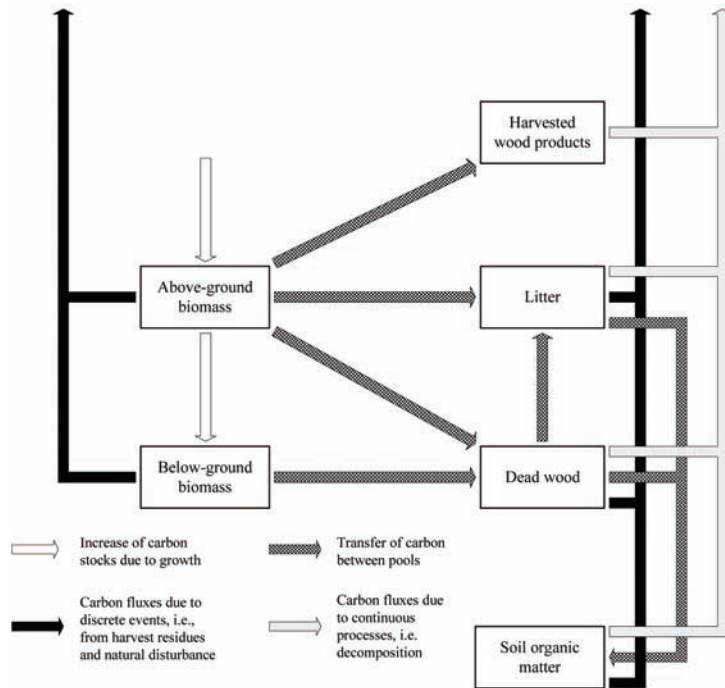 Harvested
wood products
Above-ground
biomass
Litter
Below-ground
biomass
Dead wood
Increase of carbon
stocks due to growth
Transfer of carbon
between pools
Carbon fluxes due to
discrete events, i.e.,
from harvest residues
and natural disturbance
Carbon fluxes due
to continuous
processes, i.e.
decomposition
Soil organic
matter